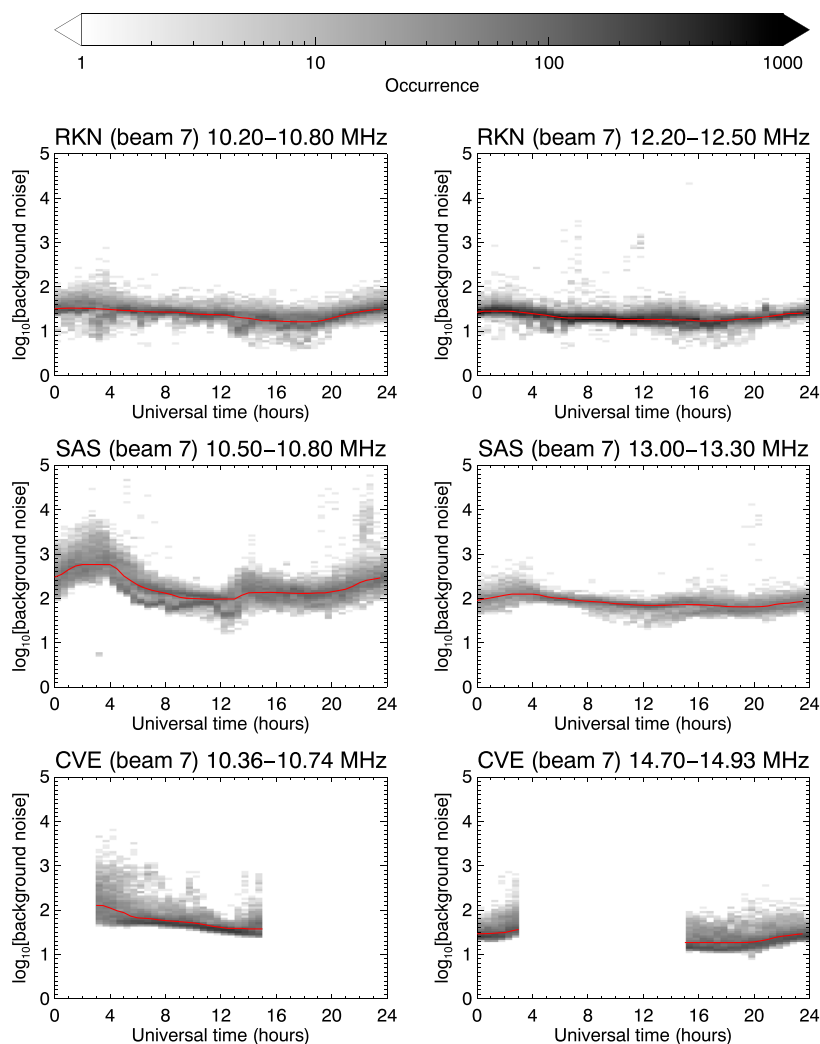 1 10 100 1000
Occurrence
RKN (beam 7) 10.20−10.80 MHz
5
4
3
2
1
0
log10[background noise]
0 4 8 12 16 20 24
Universal time (hours)
RKN (beam 7) 12.20−12.50 MHz
5
4
3
2
1
0
log10[background noise]
0 4 8 12 16 20 24
Universal time (hours)
SAS (beam 7) 10.50−10.80 MHz
5
4
3
2
1
0
log10[background noise]
0 4 8 12 16 20 24
Universal time (hours)
SAS (beam 7) 13.00−13.30 MHz
5
4
3
2
1
0
log10[background noise]
0 4 8 12 16 20 24
Universal time (hours)
CVE (beam 7) 10.36−10.74 MHz
5
4
3
2
1
0
log10[background noise]
0 4 8 12 16 20 24
Universal time (hours)
CVE (beam 7) 14.70−14.93 MHz
5
4
3
2
1
0
log10[background noise]
0 4 8 12 16 20 24
Universal time (hours)